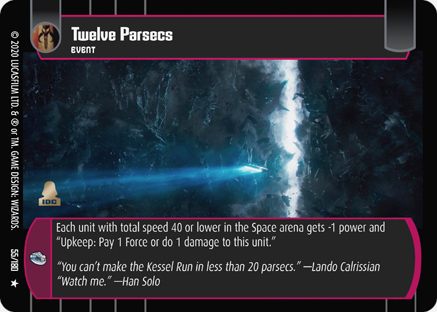 Twelve Parsecs
EVENT
© 2020 LUCASFILM LTD. & ® or TM. GAME DESIGN: WIZARDS.
55/180 ★
IDC
Each unit with total speed 40 or lower in the Space arena gets -1 power and
"Upkeep: Pay 1 Force or do 1 damage to this unit."
"You can't make the Kessel Run in less than 20 parsecs." —Lando Calrissian
"Watch me." —Han Solo